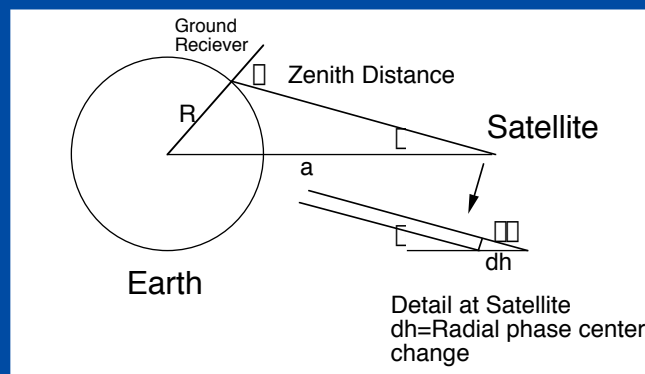 Ground
Reciever
Zenith Distance
R
Satellite
a
dh
Earth
Detail at Satellite
dh=Radial phase center
change